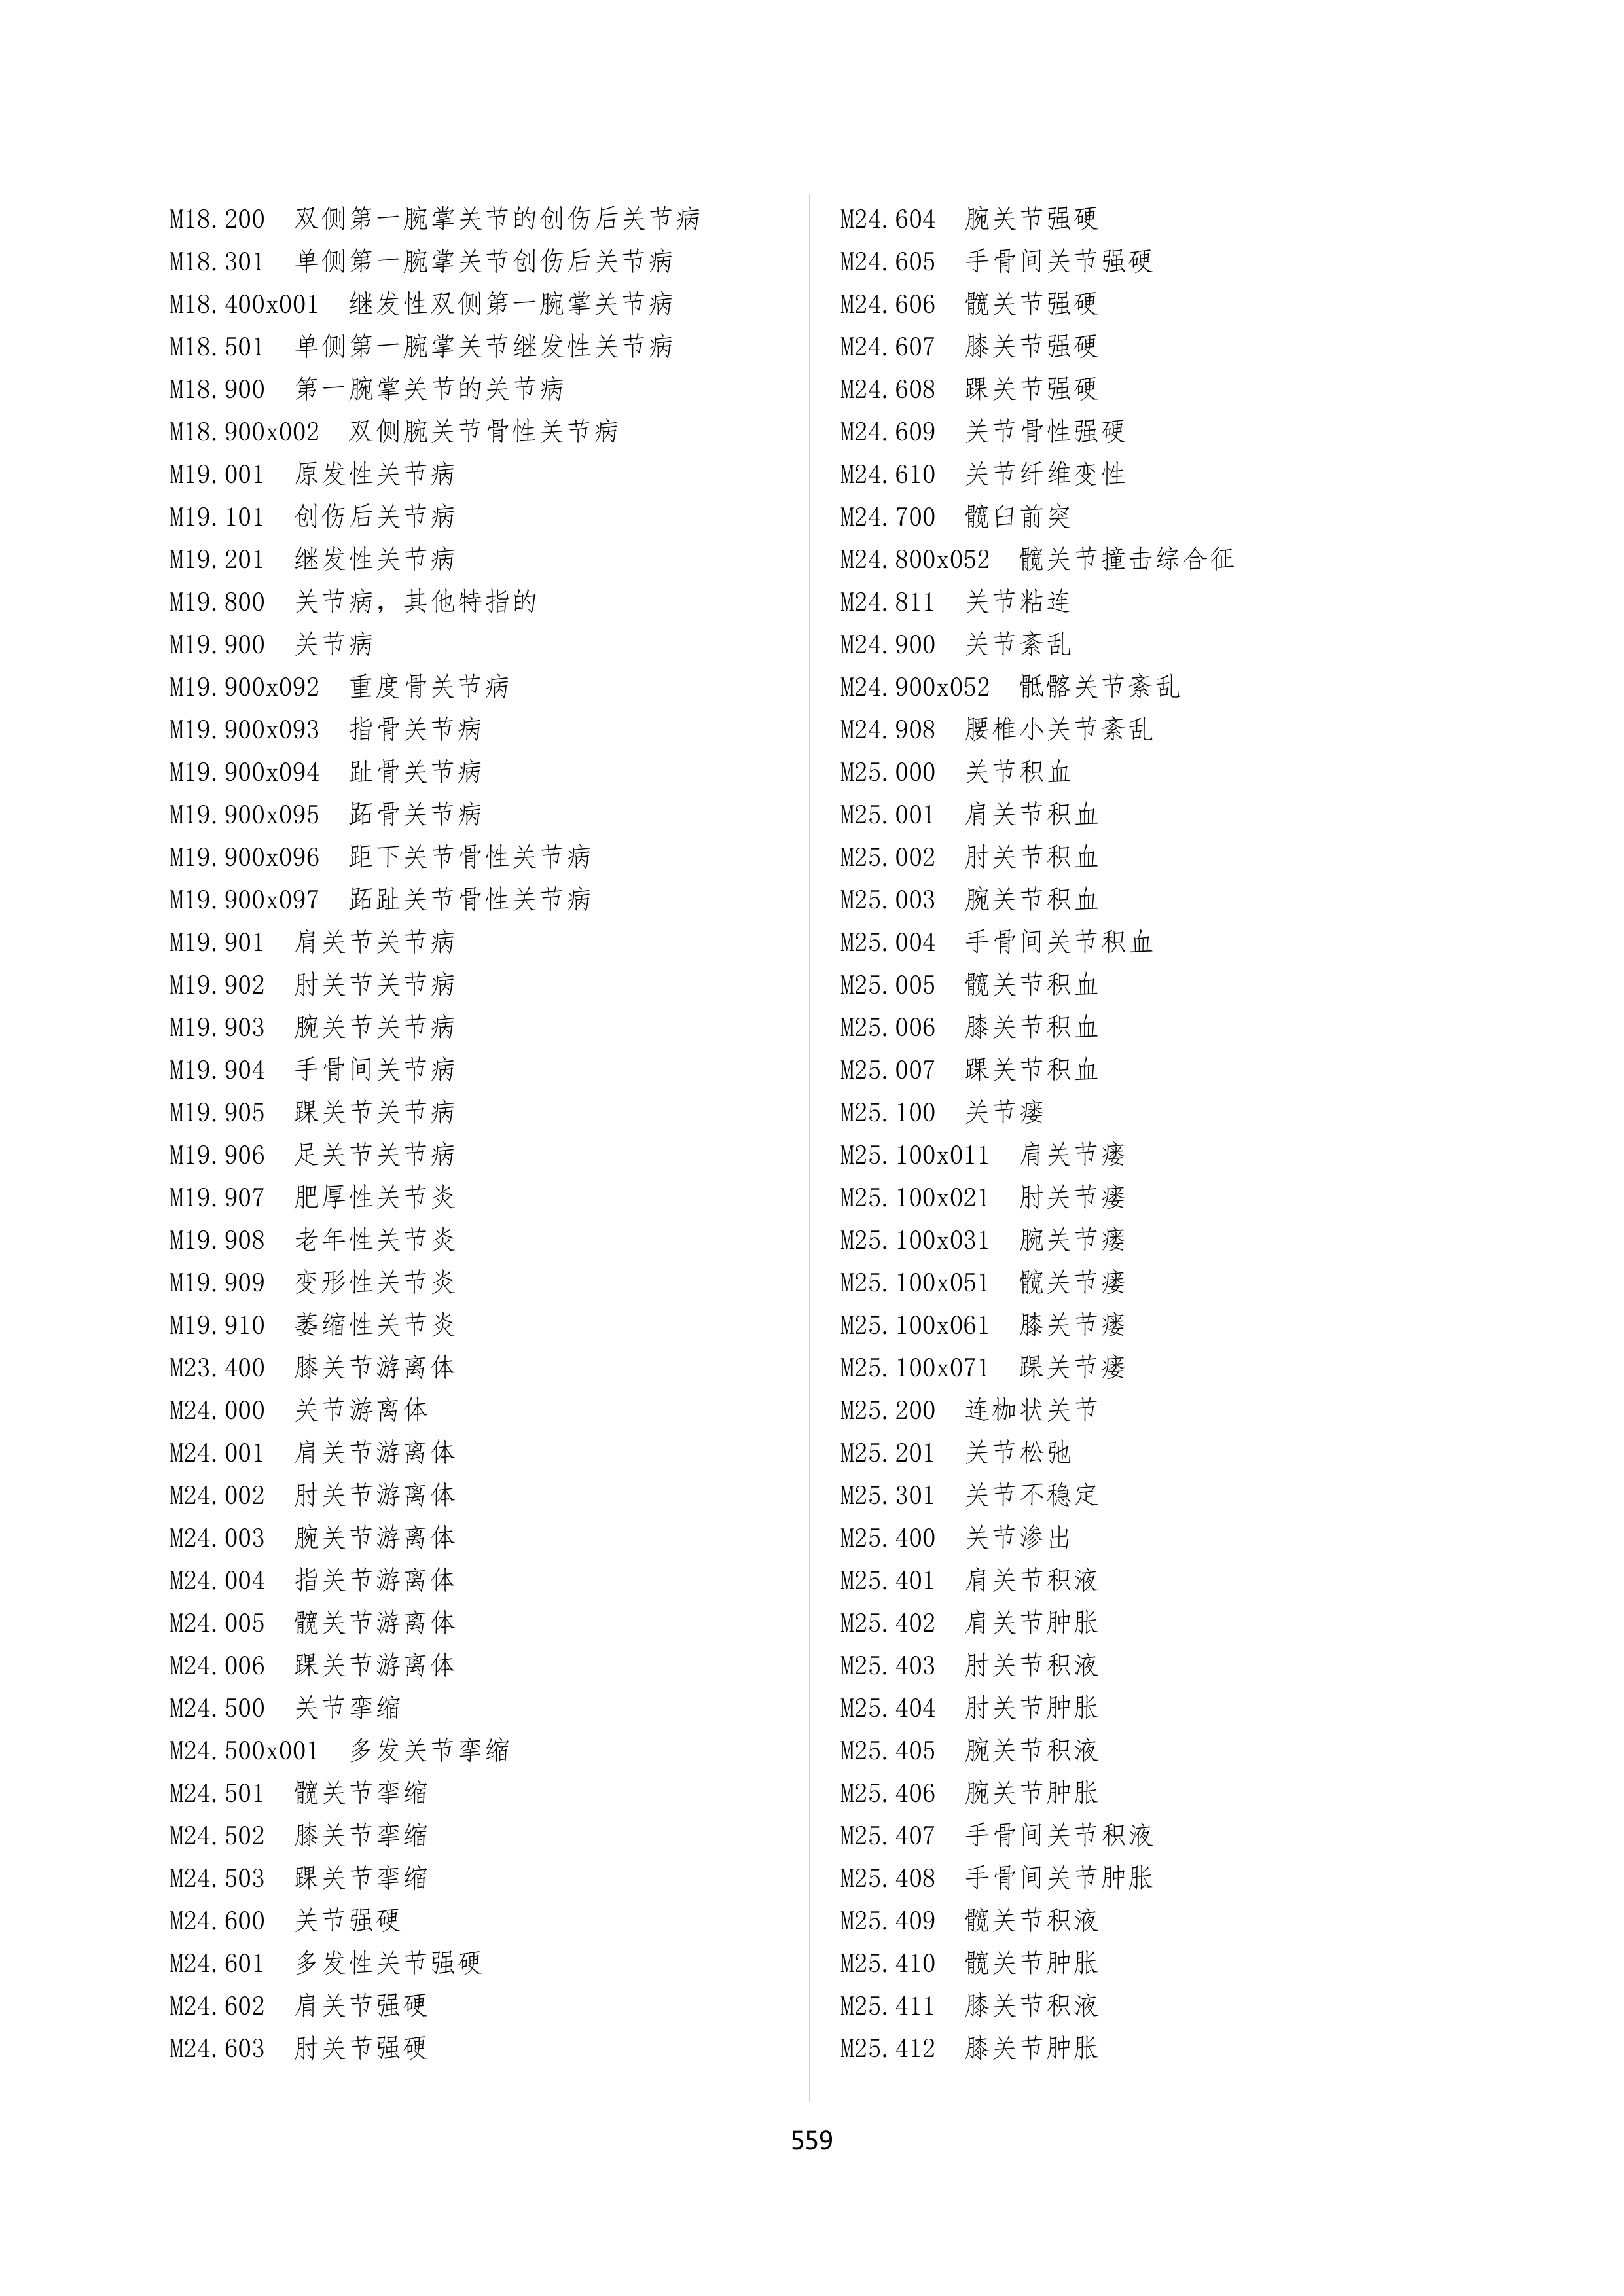 M18.200 双侧第一腕掌关节的创伤后关节病
M18.301 单侧第一腕掌关节创伤后关节病
M18.400x001 继发性双侧第一腕掌关节病
M18.501 单侧第一腕掌关节继发性关节病
M18.900 第一腕掌关节的关节病
M18.900x002 双侧腕关节骨性关节病
M19.001 原发性关节病
M19.101 创伤后关节病
M19.201 继发性关节病
M19.800 关节病，其他特指的
M19.900 关节病
M19.900x092 重度骨关节病
M19.900x093 指骨关节病
M19.900x094 趾骨关节病
M19.900x095 跖骨关节病
M19.900x096 距下关节骨性关节病
M19.900x097 跖趾关节骨性关节病
M19.901 肩关节关节病
M19.902 肘关节关节病
M19.903 腕关节关节病
M19.904 手骨间关节病
M19.905 踝关节关节病
M19.906 足关节关节病
M19.907 肥厚性关节炎
M19.908 老年性关节炎
M19.909 变形性关节炎
M19.910 萎缩性关节炎
M23.400 膝关节游离体
M24.000 关节游离体
M24.001 肩关节游离体
M24.002 肘关节游离体
M24.003 腕关节游离体
M24.004 指关节游离体
M24.005 髋关节游离体
M24.006 踝关节游离体
M24.500 关节挛缩
M24.500x001 多发关节挛缩
M24.501 髋关节挛缩
M24.502 膝关节挛缩
M24.503 踝关节挛缩
M24.600 关节强硬
M24.601 多发性关节强硬
M24.602 肩关节强硬
M24.603 肘关节强硬
M24.604 腕关节强硬
M24.605 手骨间关节强硬
M24.606 髋关节强硬
M24.607 膝关节强硬
M24.608 踝关节强硬
M24.609 关节骨性强硬
M24.610 关节纤维变性
M24.700 髋臼前突
M24.800x052 髋关节撞击综合征
M24.811 关节粘连
M24.900 关节紊乱
M24.900x052 骶髂关节紊乱
M24.908 腰椎小关节紊乱
M25.000 关节积血
M25.001 肩关节积血
M25.002 肘关节积血
M25.003 腕关节积血
M25.004 手骨间关节积血
M25.005 髋关节积血
M25.006 膝关节积血
M25.007 踝关节积血
M25.100 关节瘘
M25.100x011 肩关节瘘
M25.100x021 肘关节瘘
M25.100x031 腕关节瘘
M25.100x051 髋关节瘘
M25.100x061 膝关节瘘
M25.100x071 踝关节瘘
M25.200 连枷状关节
M25.201 关节松弛
M25.301 关节不稳定
M25.400 关节渗出
M25.401 肩关节积液
M25.402 肩关节肿胀
M25.403 肘关节积液
M25.404 肘关节肿胀
M25.405 腕关节积液
M25.406 腕关节肿胀
M25.407 手骨间关节积液
M25.408 手骨间关节肿胀
M25.409 髋关节积液
M25.410 髋关节肿胀
M25.411 膝关节积液
M25.412 膝关节肿胀
559